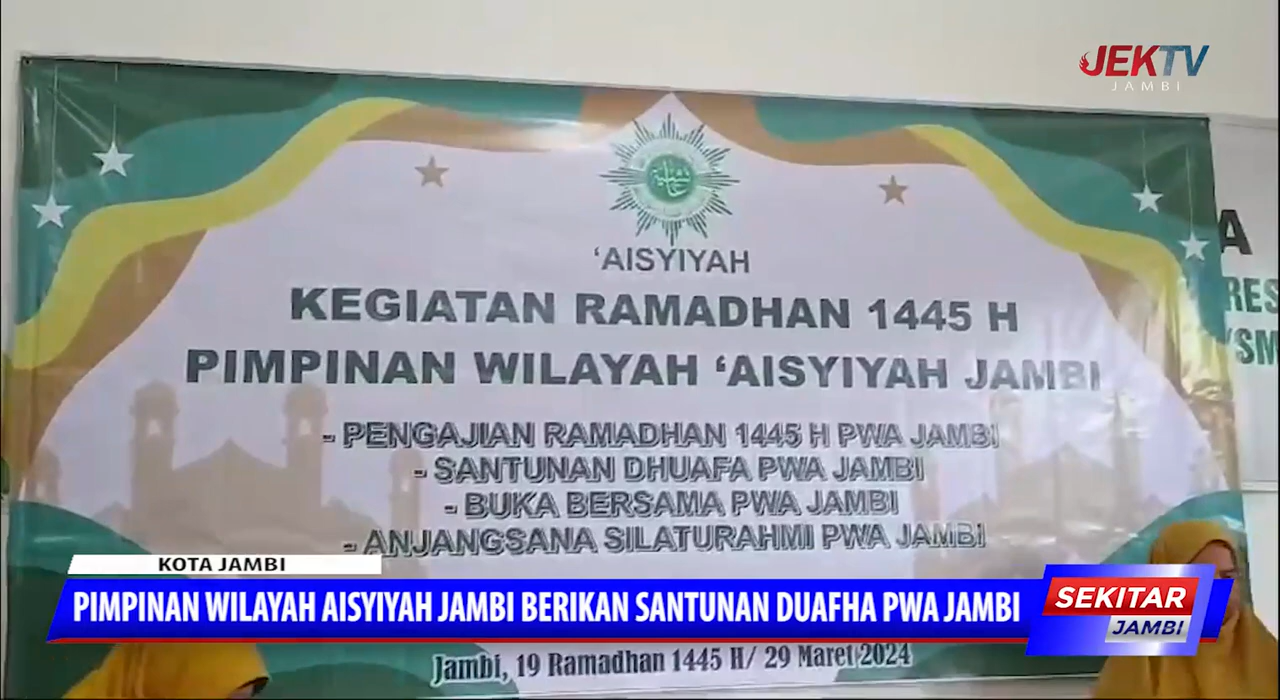 JEKTV
JAMBI
'AISYIYAH
KEGIATAN RAMADHAN 1445 H
PIMPINAN WILAYAH 'AISYIYAH JAMBI
- PENGAJIAN RAMADHAN 1445 H PWA JAMBI
- SANTUNAN DHUAFA PWA JAMBI
- BUKA BERSAMA PWA JAMBI
- ANJANGSANA SILATURAHMI PWA JAMBI
A
RES
SM
KOTA JAMBI
PIMPINAN WILAYAH AISYIYAH JAMBI BERIKAN SANTUNAN DUAFHA PWA JAMBI
SEKITAR
JAMBI
Jambi, 19 Ramadhan 1445 H/ 29 Maret 2024